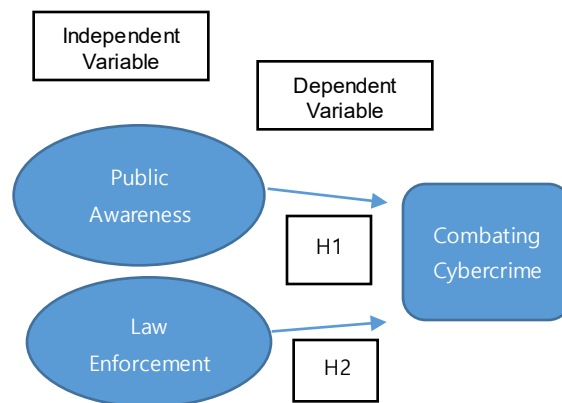 Independent
Variable
Dependent
Variable
Public
Awareness
H1
Combating
Cybercrime
Law
Enforcement
H2